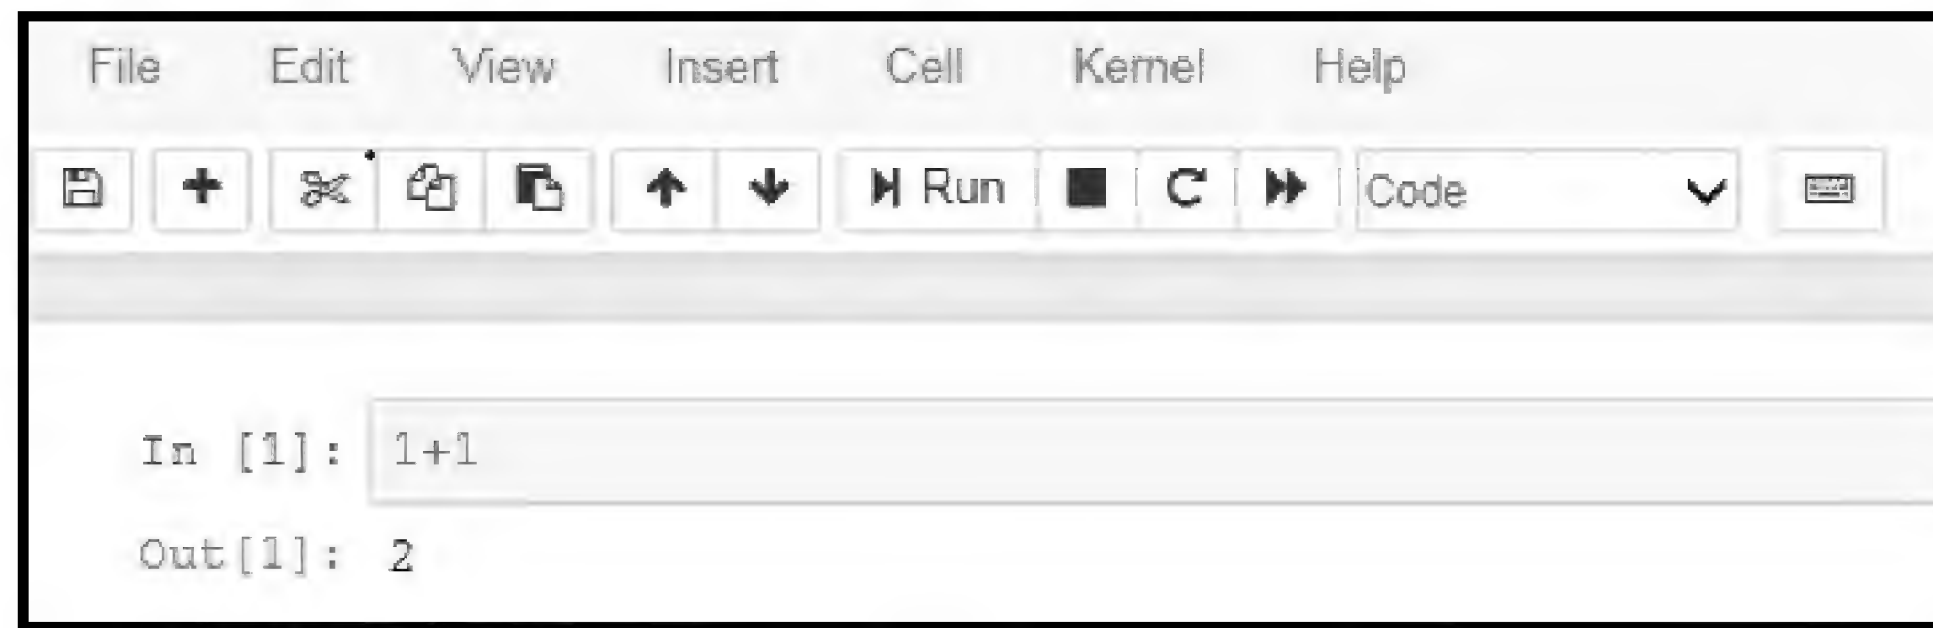 File Edit View Insert Cell Kernel Help
Run Code
In [1]: 1+1
Out[1]: 2